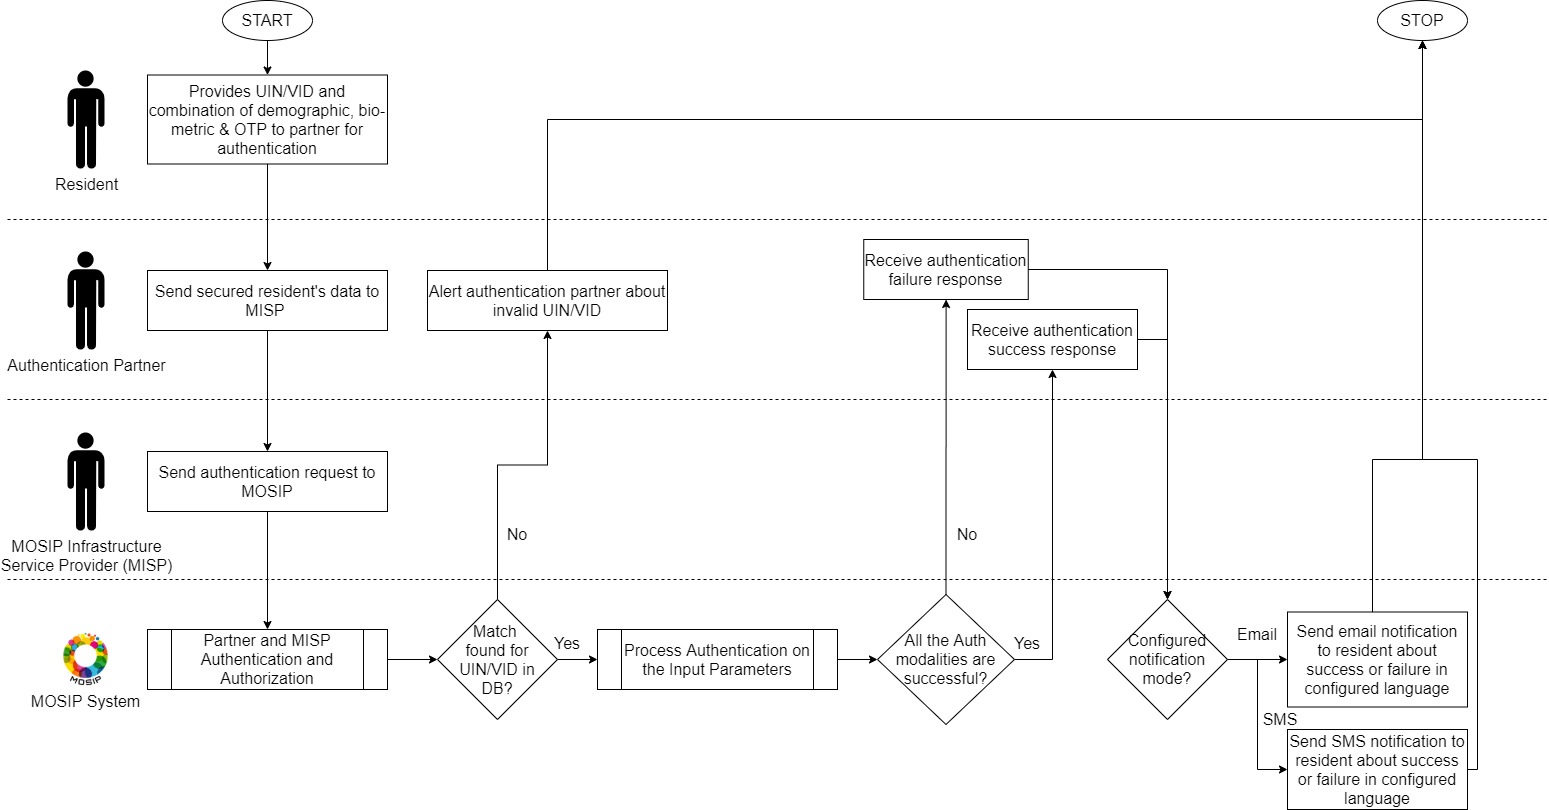 START
STOP
Provides UIN/VID and
combination of demographic, bio-
metric & OTP to partner for
authentication
Resident
Send secured resident's data to
MISP
Alert authentication partner about
invalid UIN/VID
Receive authentication
failure response
Receive authentication
success response
Authentication Partner
Send authentication request to
MOSIP
No
No
MOSIP Infrastructure
Service Provider (MISP)
MOSIP
MOSIP System
Partner and MISP
Authentication and
Authorization
Match
found for
UIN/VID in
DB?
Yes
Process Authentication on
the Input Parameters
All the Auth
modalities are
successful?
Yes
Configured
notification
mode?
Email
Send email notification
to resident about
success or failure in
configured language
SMS
Send SMS notification to
resident about success
or failure in configured
language